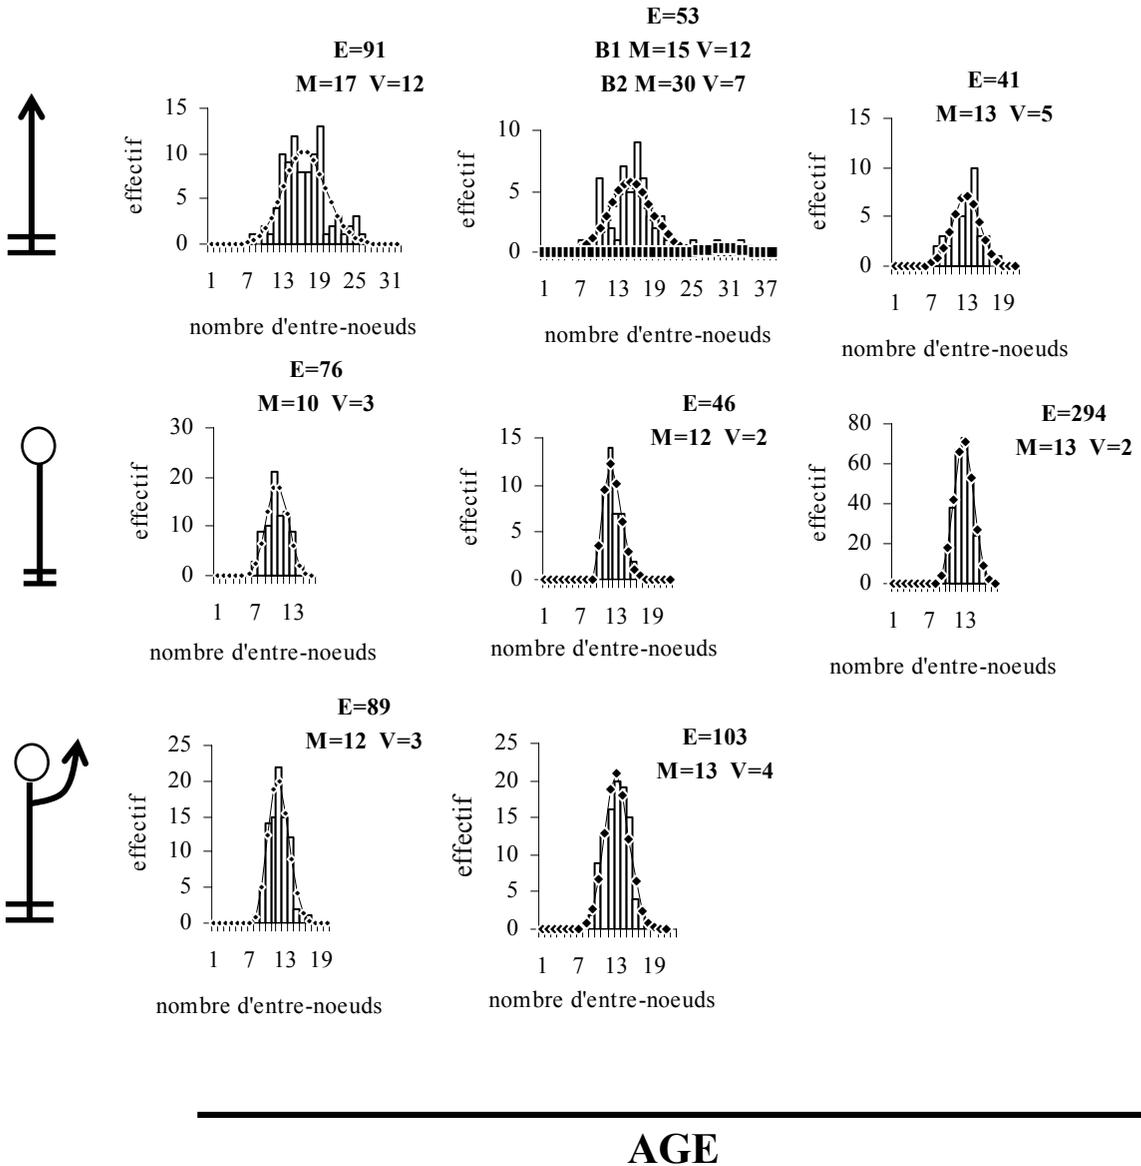 E=91
M=17 V=12
15
10
5
0
effectif
1 7 13 19 25 31
nombre d'entre-noeuds
E=53
B1 M=15 V=12
B2 M=30 V=7
10
5
0
effectif
1 7 13 19 25 31 37
nombre d'entre-noeuds
E=41
M=13 V=5
15
10
5
0
effectif
1 7 13 19
nombre d'entre-noeuds
E=76
M=10 V=3
30
20
10
0
effectif
1 7 13
nombre d'entre-noeuds
E=46
M=12 V=2
15
10
5
0
effectif
1 7 13 19
nombre d'entre-noeuds
E=294
M=13 V=2
80
60
40
20
0
effectif
1 7 13
nombre d'entre-noeuds
E=89
M=12 V=3
25
20
15
10
5
0
effectif
1 7 13 19
nombre d'entre-noeuds
E=103
M=13 V=4
25
20
15
10
5
0
effectif
1 7 13 19
nombre d'entre-noeuds
AGE